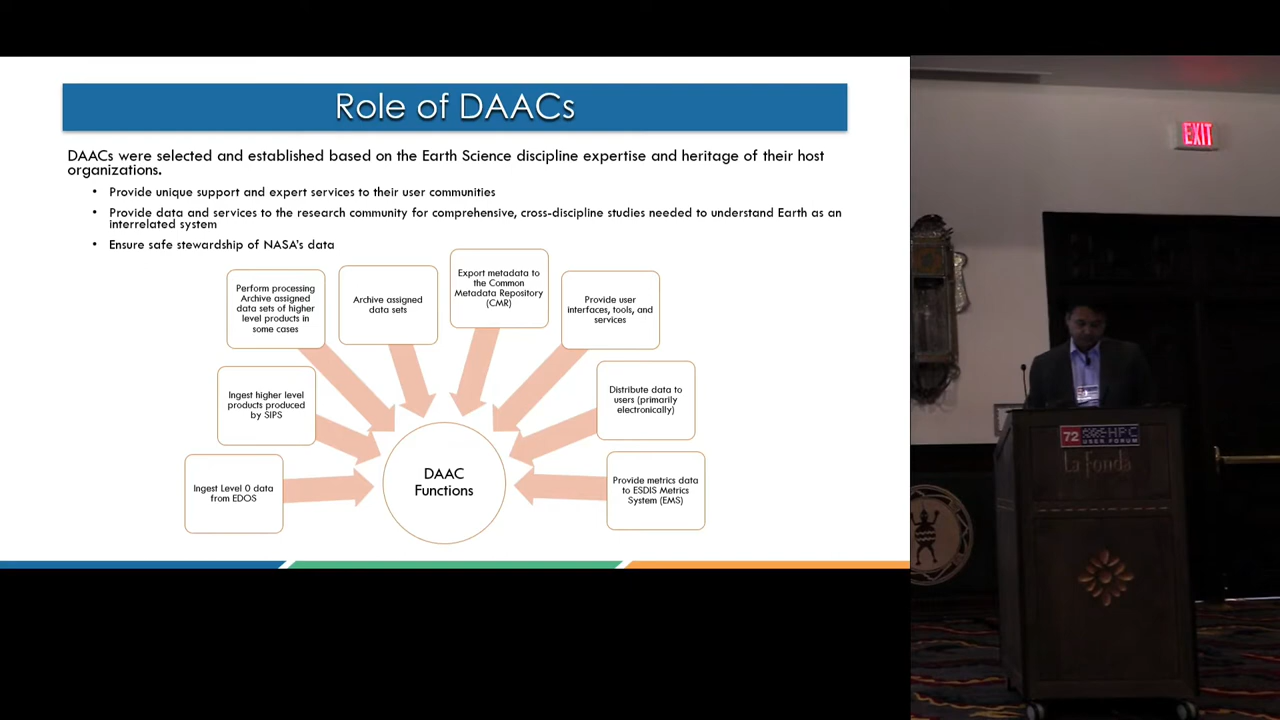 Role of DAACs
DAACs were selected and established based on the Earth Science discipline expertise and heritage of their host
organizations.
• Provide unique support and expert services to their user communities
• Provide data and services to the research community for comprehensive, cross-discipline studies needed to understand Earth as an
interrelated system
• Ensure safe stewardship of NASA's data
Perform processing
Archive assigned
data sets of higher
level products in
some cases
Archive assigned
data sets
Export metadata to
the Common
Metadata Repository
(CMR)
Provide user
interfaces, tools, and
services
Ingest higher level
products produced
by SIPS
Distribute data to
users (primarily
electronically)
Ingest Level 0 data
from EDOS
DAAC
Functions
Provide metrics data
to ESDIS Metrics
System (EMS)
EXIT
72
HPC
USER FORUM
La Fonda